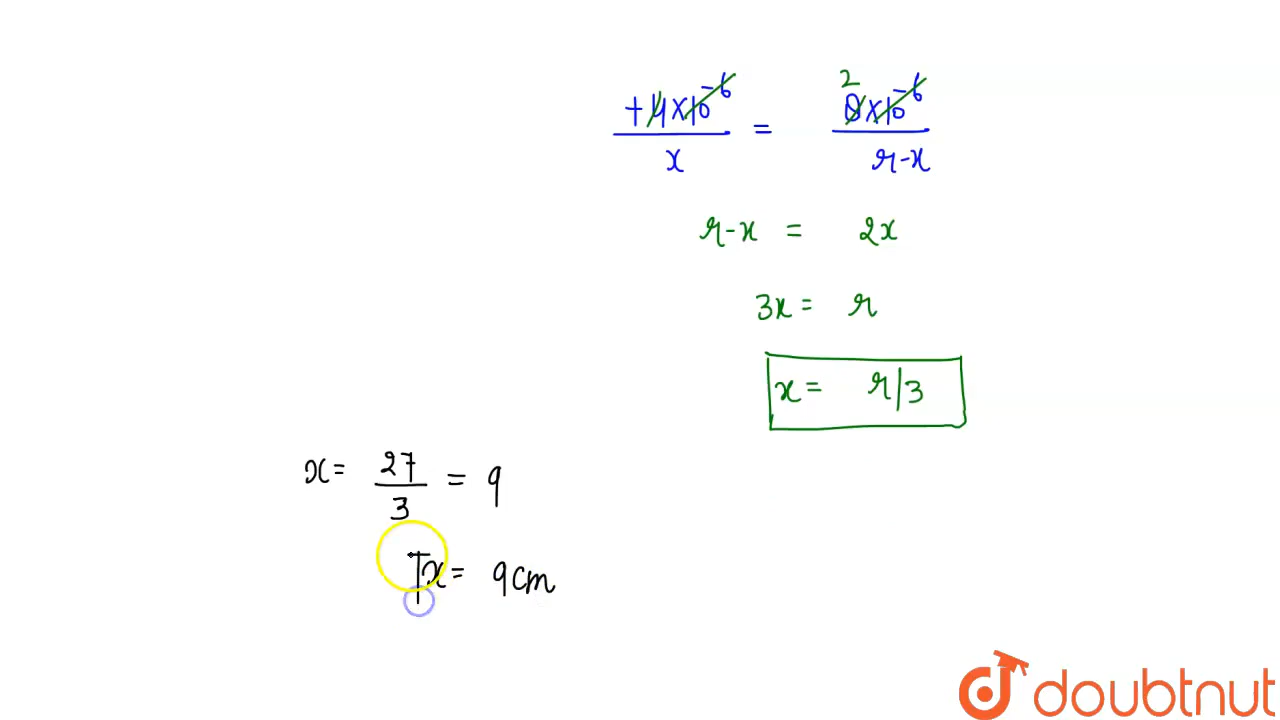 +4×10⁻⁶/x = 2 8×10⁻⁶/r-x
r-x = 2x
3x = r
x = r/3
x = 27/3 = 9
x = 9cm
doubtnut